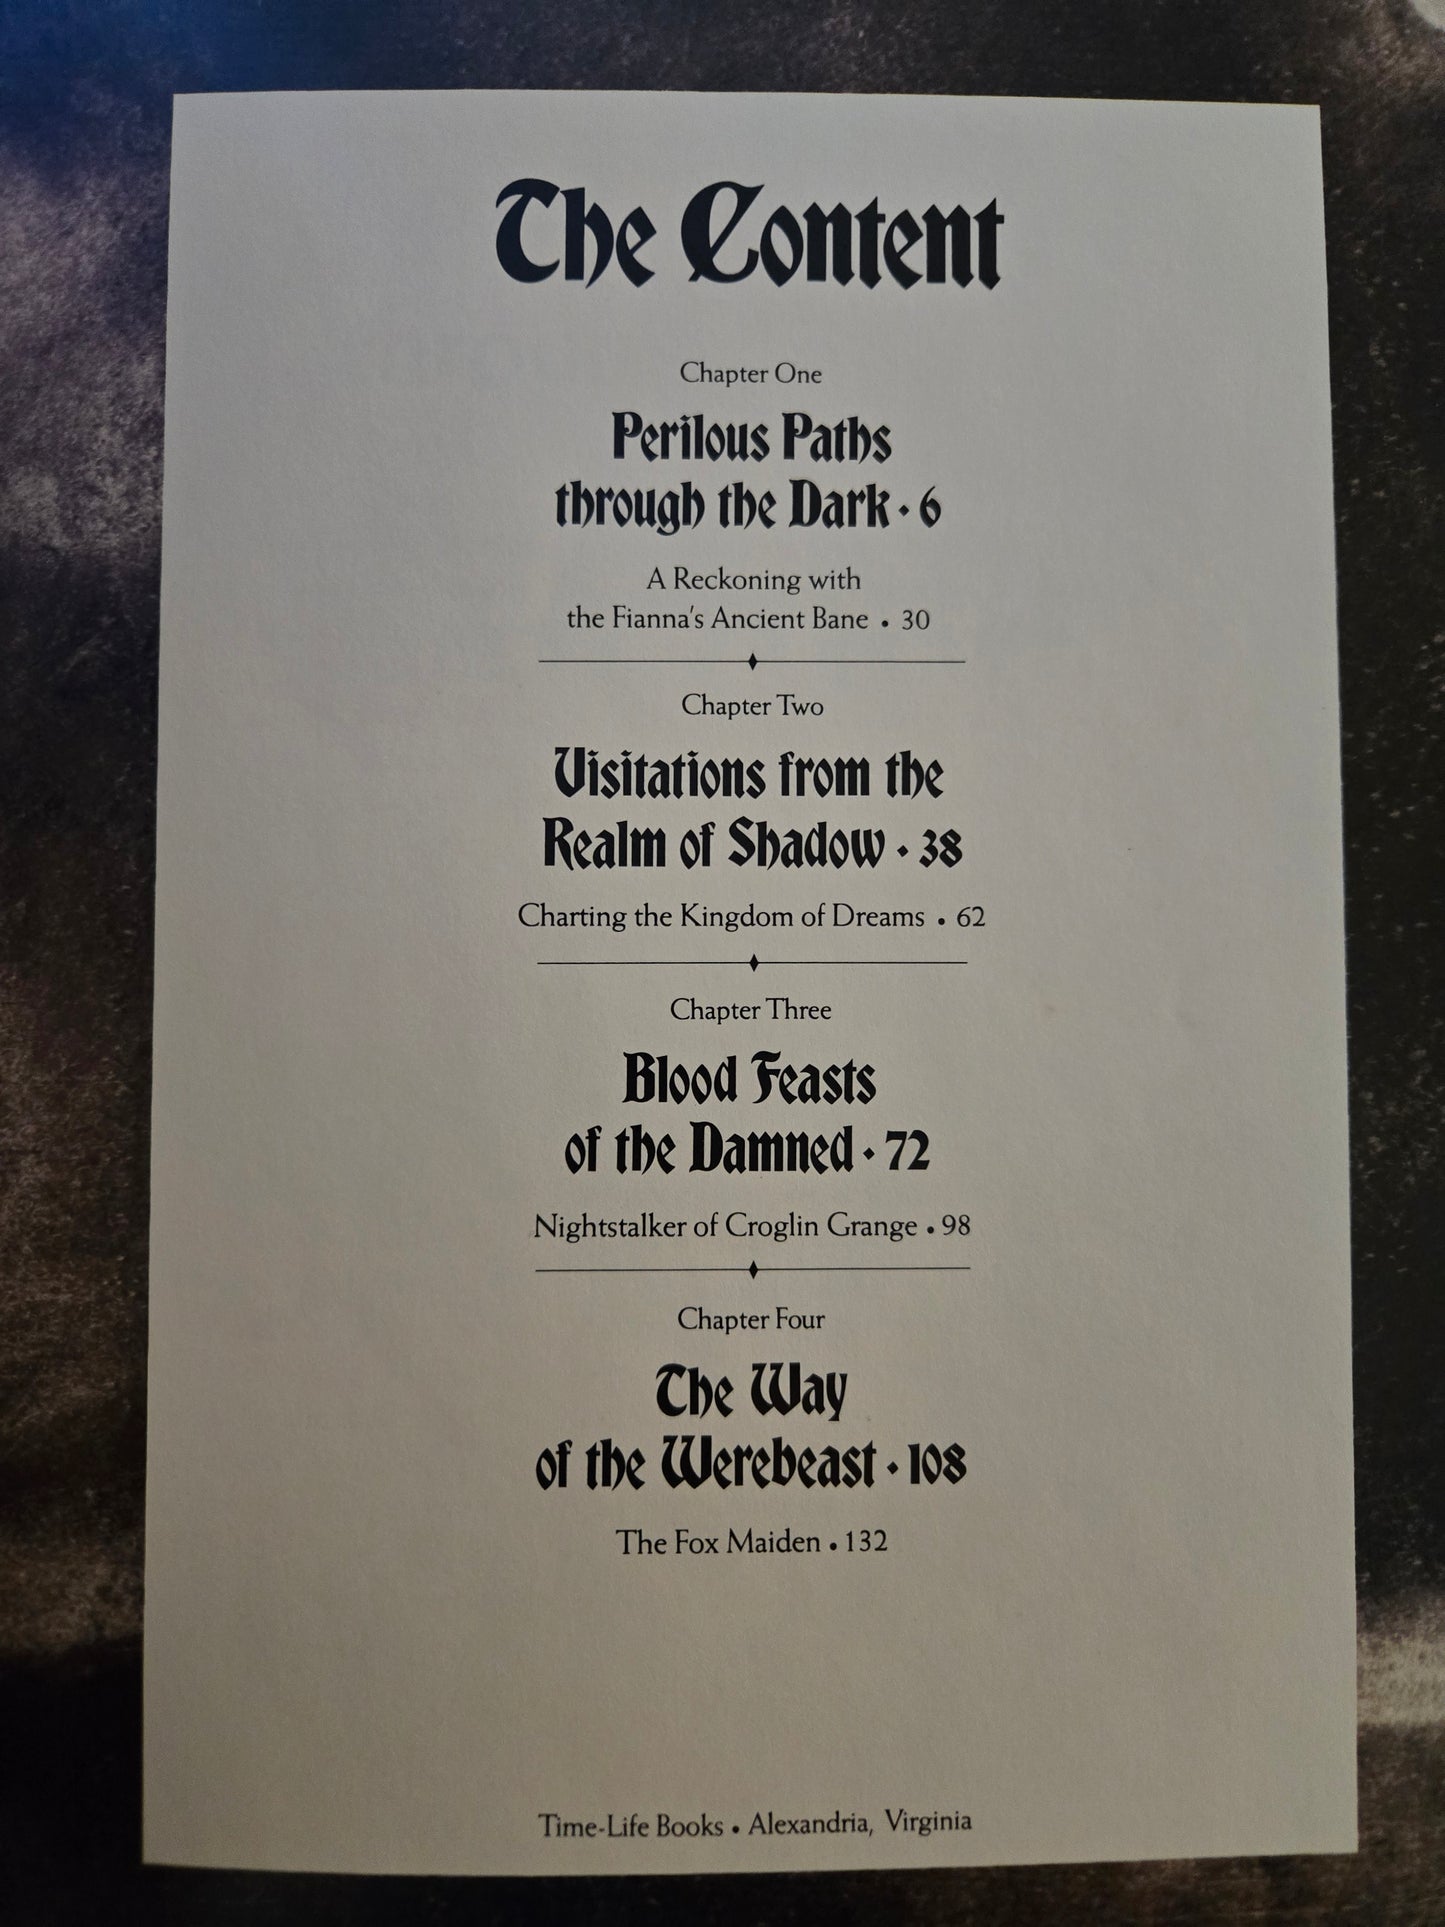 The Content
Chapter One
Perilous Paths
through the Dark · 6
A Reckoning with
the Fianna's Ancient Bane • 30
Chapter Two
Visitations from the
Realm of Shadow · 38
Charting the Kingdom of Dreams • 62
Chapter Three
Blood Feasts
of the Damned · 72
Nightstalker of Croglin Grange • 98
Chapter Four
The Way
of the Werebeast · 108
The Fox Maiden • 132
Time-Life Books • Alexandria, Virginia